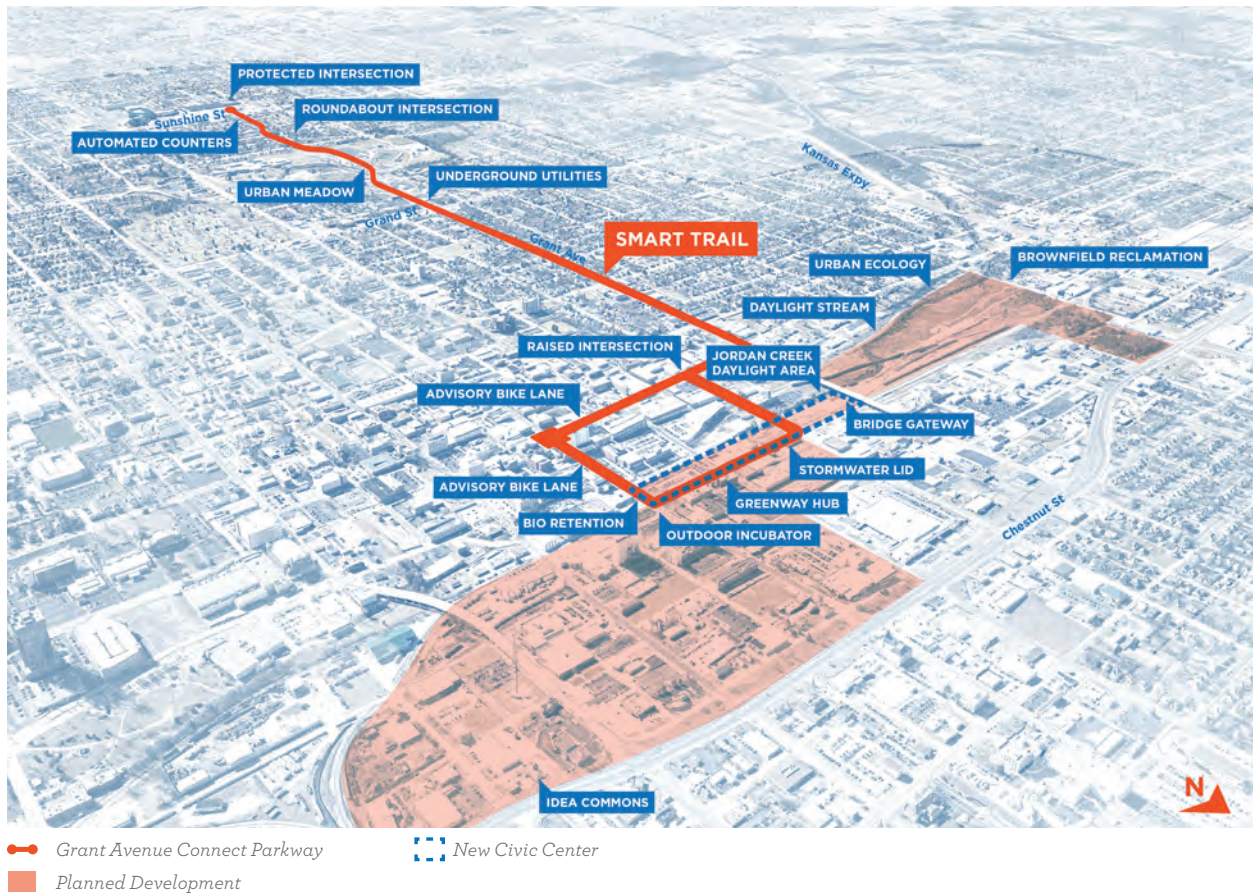 PROTECTED INTERSECTION
Sunshine St
ROUNDABOUT INTERSECTION
AUTOMATED COUNTERS
Kansas Expy
UNDERGROUND UTILITIES
URBAN MEADOW
Grand St
SMART TRAIL
Grant Ave
BROWNFIELD RECLAMATION
URBAN ECOLOGY
DAYLIGHT STREAM
RAISED INTERSECTION
JORDAN CREEK
DAYLIGHT AREA
ADVISORY BIKE LANE
BRIDGE GATEWAY
STORMWATER LID
ADVISORY BIKE LANE
GREENWAY HUB
Chestnut St
BIO RETENTION
OUTDOOR INCUBATOR
IDEA COMMONS
N
Grant Avenue Connect Parkway
New Civic Center
Planned Development